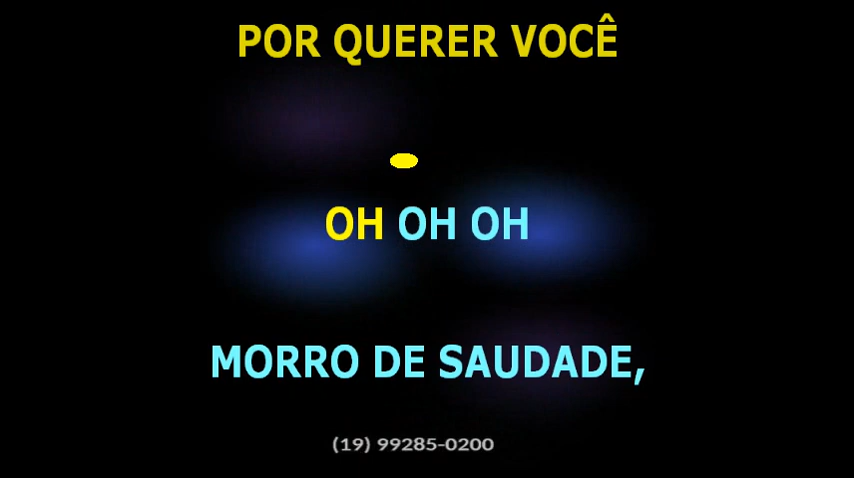 POR QUERER VOCÊ
OH OH OH
MORRO DE SAUDADE,
(19) 99285-0200